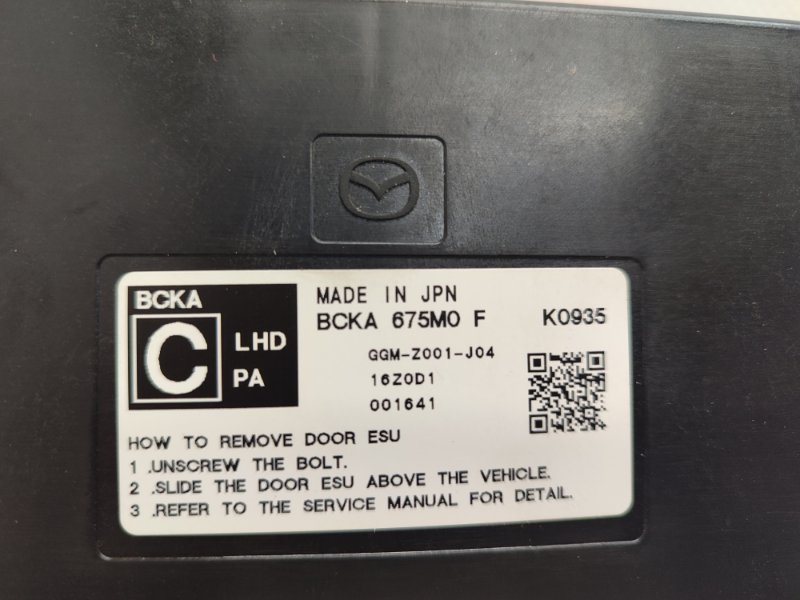 BCKA
C
LHD
PA
MADE IN JPN
BCKA 675M0 F K0935
GGM-Z001-J04
16Z0D1
001641
HOW TO REMOVE DOOR ESU
1 .UNSCREW THE BOLT.
2 .SLIDE THE DOOR ESU ABOVE THE VEHICLE.
3 .REFER TO THE SERVICE MANUAL FOR DETAIL.